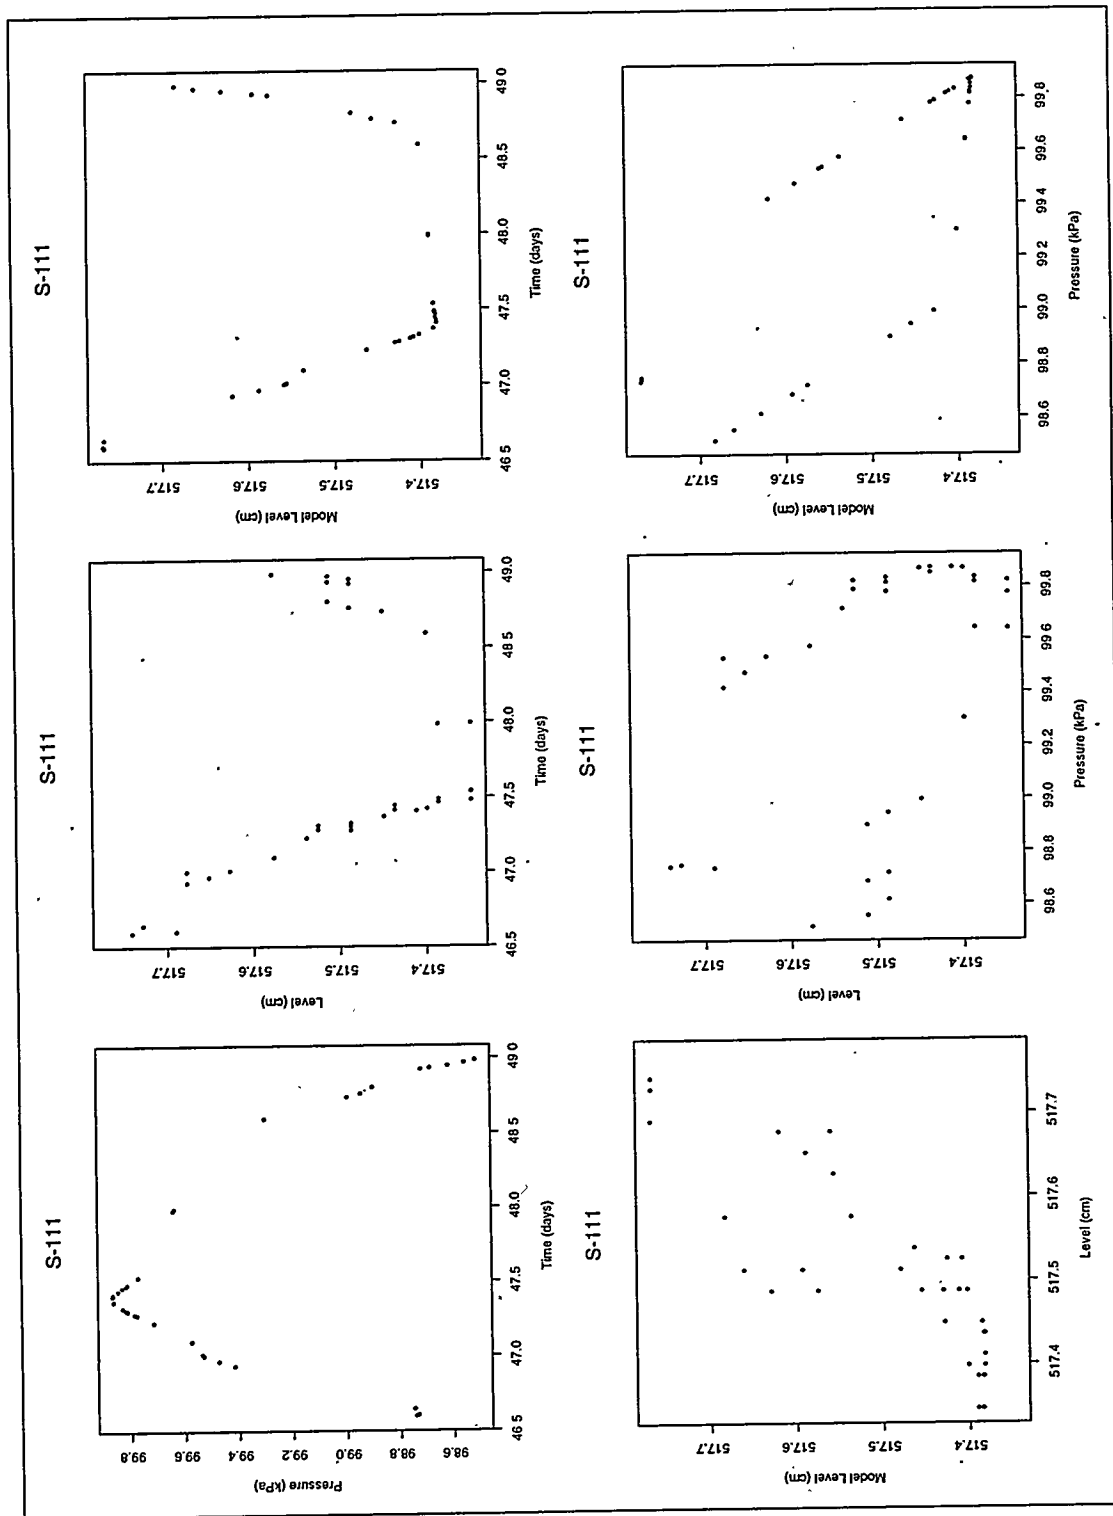 S-111
Pressure (kPa)
99.8
99.6
99.4
99.2
99.0
98.8
98.6
46.5 47.0 47.5 48.0 48.5 49.0
Time (days)
S-111
Level (cm)
517.7
517.6
517.5
517.4
46.5 47.0 47.5 48.0 48.5 49.0
Time (days)
S-111
Model Level (cm)
517.7
517.6
517.5
517.4
46.5 47.0 47.5 48.0 48.5 49.0
Time (days)
S-111
Model Level (cm)
517.7
517.6
517.5
517.4
517.4 517.5 517.6 517.7
Level (cm)
S-111
Level (cm)
517.7
517.6
517.5
517.4
98.6 98.8 99.0 99.2 99.4 99.6 99.8
Pressure (kPa)
S-111
Model Level (cm)
517.7
517.6
517.5
517.4
98.6 98.8 99.0 99.2 99.4 99.6 99.8
Pressure (kPa)